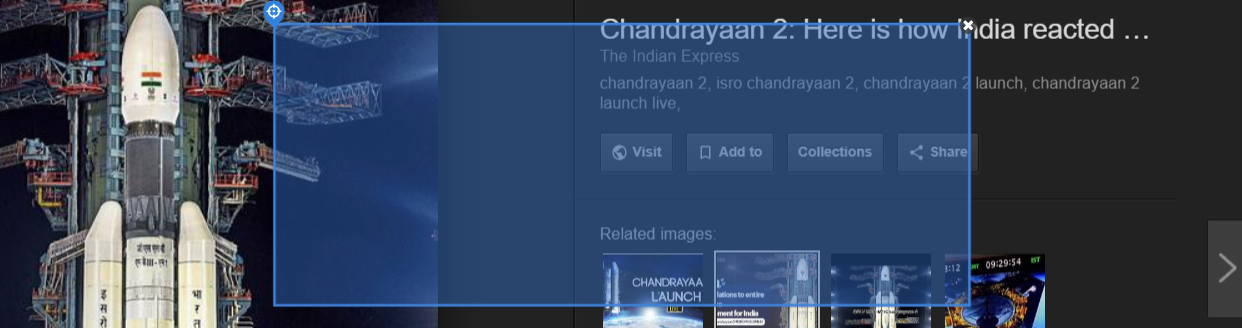 Chandrayaan 2: Here is how India reacted …
The Indian Express
chandrayaan 2, isro chandrayaan 2, chandrayaan 2 launch, chandrayaan 2
launch live,
Visit
Add to
Collections
Share
Related images:
CHANDRAYAA
LAUNCH
lations to entire
ment for India
3:12
09:29:54
IST
इ
स
रो
भा
र
त